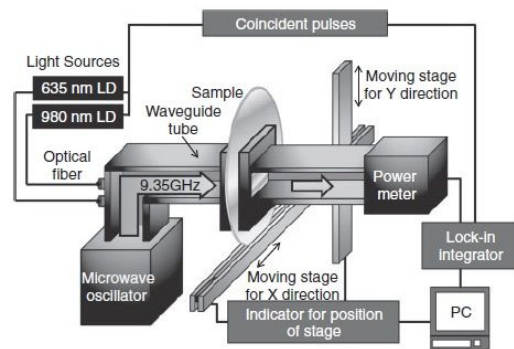 Coincident pulses
Light Sources
635 nm LD
980 nm LD
Sample
Waveguide
tube
Moving stage
for Y direction
Optical
fiber
9.35GHz
Power
meter
Microwave
oscillator
Moving stage
for X direction
Lock-in
integrator
Indicator for position
of stage
PC